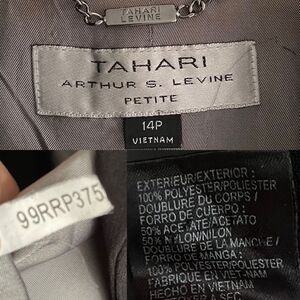 TAHARI
LEVINE
TAHARI
ARTHUR S. LEVINE
PETITE
14P
VIETNAM
99RRP375
EXTERIEUR/EXTERIOR:
100% POLYESTER/POLIESTER
DOUBLURE DU CORPS/
FORRO DE CUERPO:
50% ACETATE/ACETATO
50% NYLON/NILON
DOUBLURE DE LA MANCHE/
FORRO DE MANGA:
100% POLYESTER/POLIESTER
FABRIQUE EN VIET-NAM
HECHO EN VIETNAM